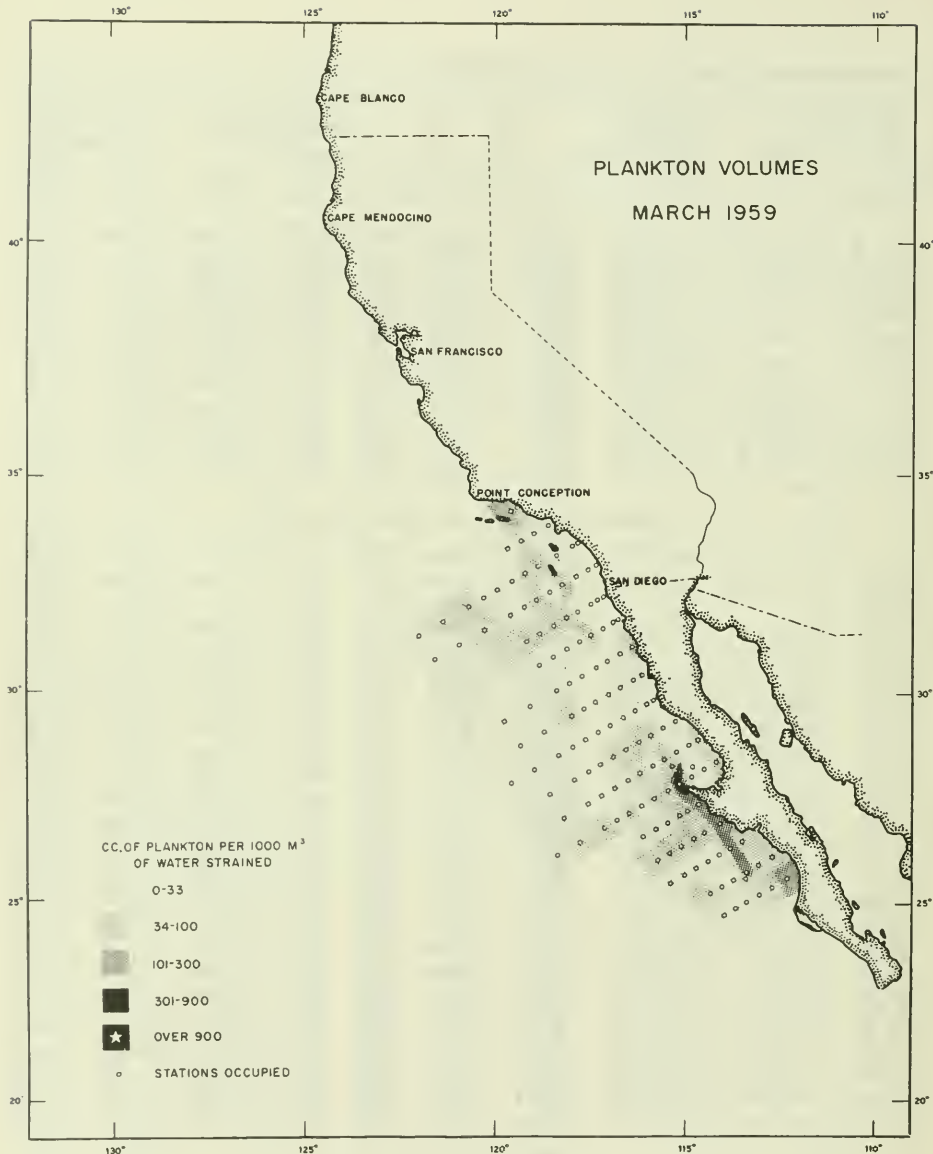 130° 125° 120° 115° 110°
CAPE BLANCO
PLANKTON VOLUMES
MARCH 1959
CAPE MENDOCINO
40° 40°
SAN FRANCISCO
35° 35°
POINT CONCEPTION
SAN DIEGO
30° 30°
CC. OF PLANKTON PER 1000 M³
OF WATER STRAINED
0-33
25° 25°
34-100
101-300
301-900
OVER 900
STATIONS OCCUPIED
20° 20°
130° 125° 120° 115° 110°